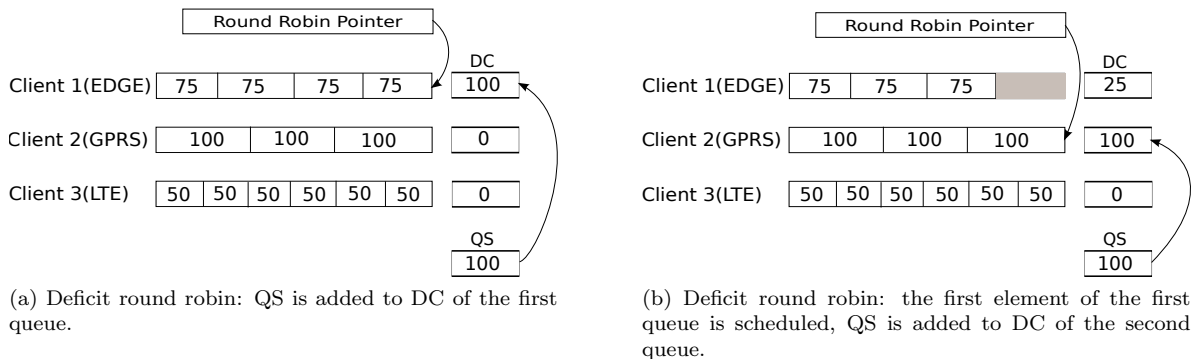 Round Robin Pointer
DC
Client 1(EDGE) 75 75 75 75 100
Client 2(GPRS) 100 100 100 0
Client 3(LTE) 50 50 50 50 50 50 0
QS
100
(a) Deficit round robin: QS is added to DC of the first
queue.
Round Robin Pointer
DC
Client 1(EDGE) 75 75 75 25
Client 2(GPRS) 100 100 100 100
Client 3(LTE) 50 50 50 50 50 50 0
QS
100
(b) Deficit round robin: the first element of the first
queue is scheduled, QS is added to DC of the second
queue.